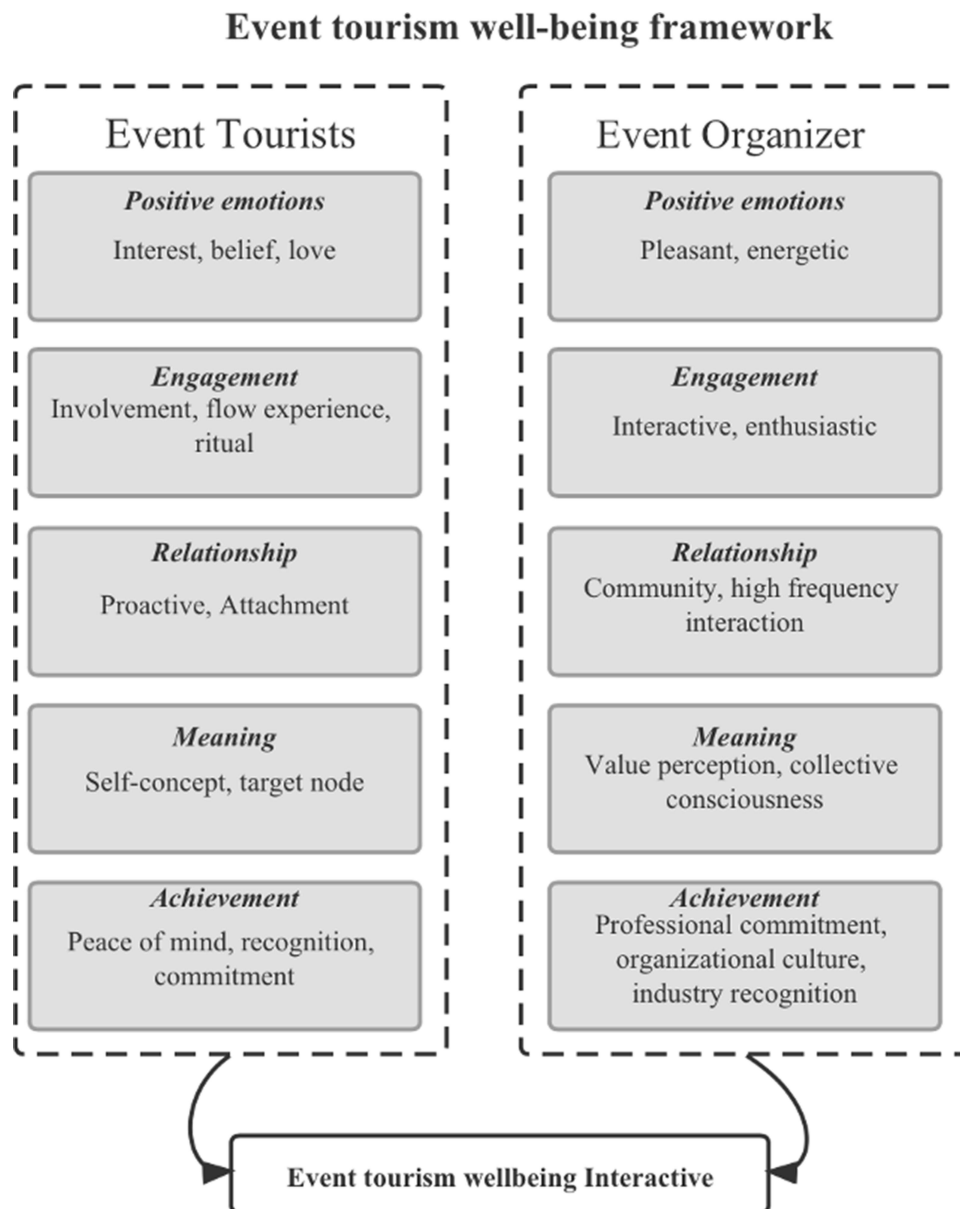 Event tourism well-being framework
Event Tourists
Positive emotions
Interest, belief, love
Engagement
Involvement, flow experience,
ritual
Relationship
Proactive, Attachment
Meaning
Self-concept, target node
Achievement
Peace of mind, recognition,
commitment
Event Organizer
Positive emotions
Pleasant, energetic
Engagement
Interactive, enthusiastic
Relationship
Community, high frequency
interaction
Meaning
Value perception, collective
consciousness
Achievement
Professional commitment,
organizational culture,
industry recognition
Event tourism wellbeing Interactive